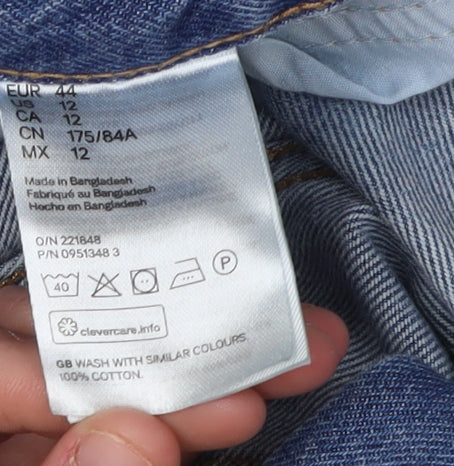 EUR 44
US 12
CA 12
CN 175/84A
MX 12
Made in Bangladesh
Fabriqué au Bangladesh
Hecho en Bangladesh
O/N 221848
P/N 0951348 3
40 P
clevercare.info
GB WASH WITH SIMILAR COLOURS.
100% COTTON.